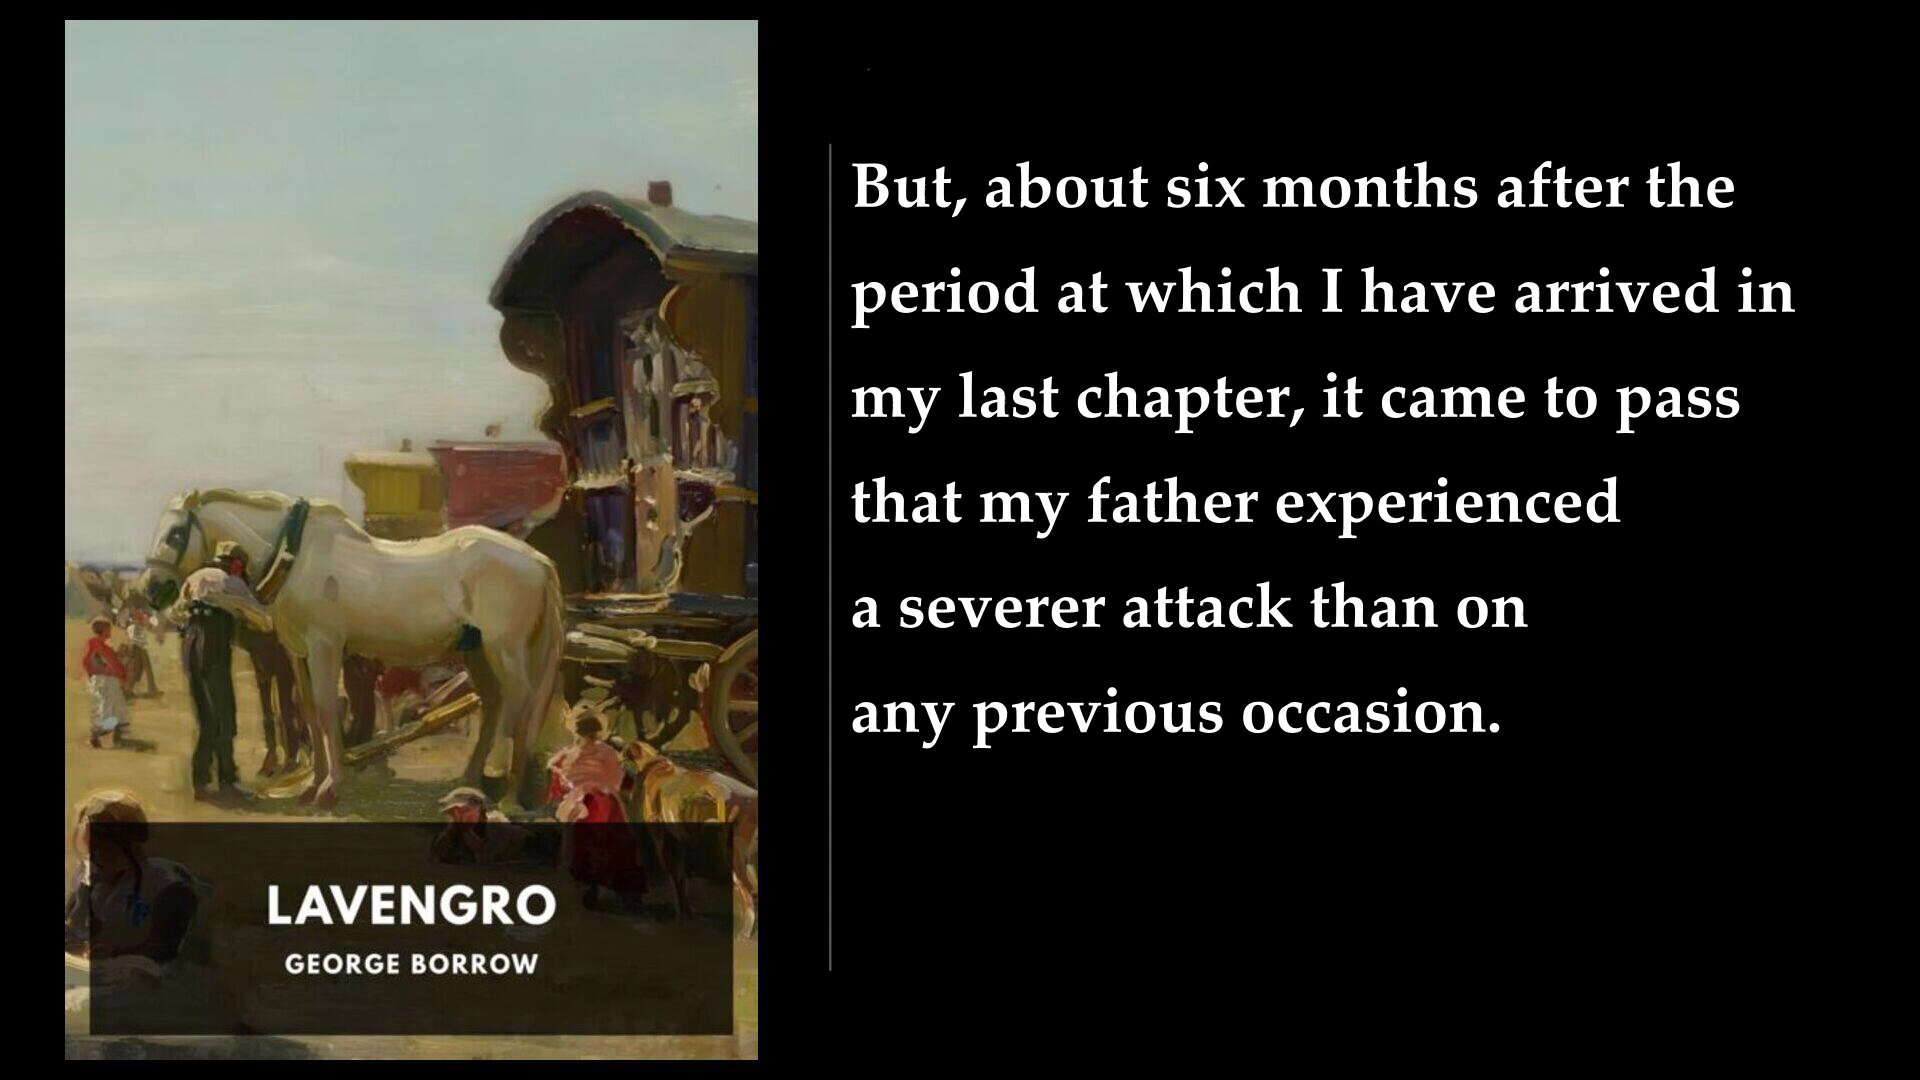 LAVENGRO
GEORGE BORROW
But, about six months after the
period at which I have arrived in
my last chapter, it came to pass
that my father experienced
a severer attack than on
any previous occasion.